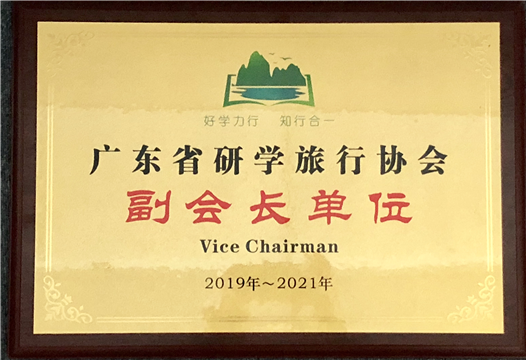 好学力行 知行合一
广东省研学旅行协会
副会长单位
Vice Chairman
2019年~2021年